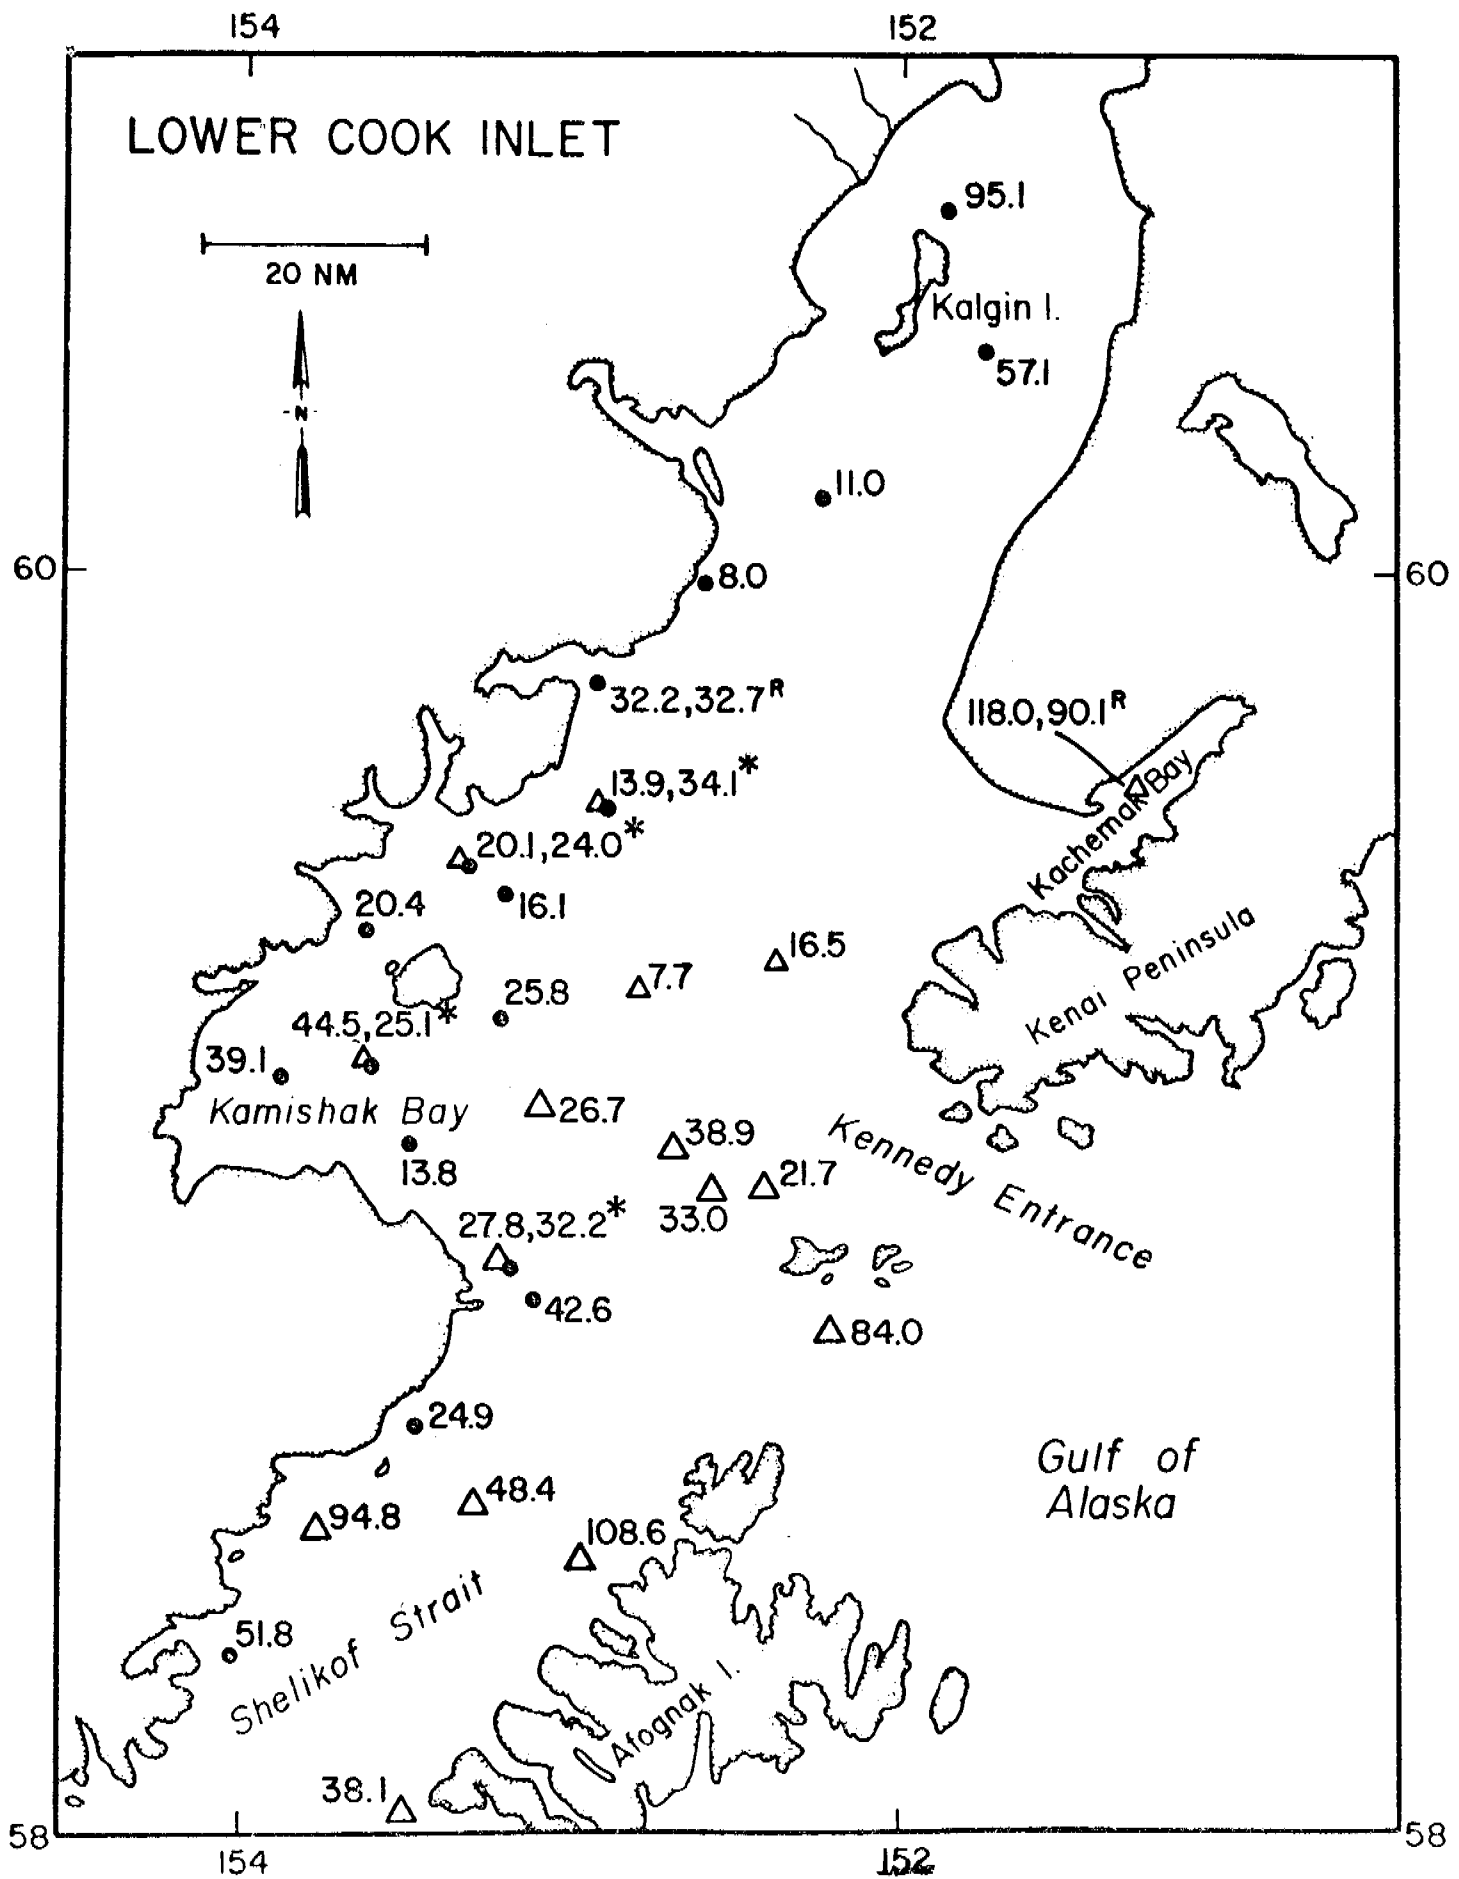 154
152
LOWER COOK INLET
95.1
20 NM
Kalgin I.
57.1
-N-
11.0
60
60
8.0
32.2,32.7ᴿ
118.0,90.1ᴿ
13.9,34.1*
Kachemak Bay
20.1,24.0*
16.1
20.4
16.5
Kenai Peninsula
7.7
25.8
44.5,25.1*
39.1
Kamishak Bay
26.7
38.9
Kennedy Entrance
13.8
21.7
33.0
27.8,32.2*
42.6
84.0
24.9
Gulf of
Alaska
48.4
94.8
108.6
Shelikof Strait
51.8
Afognak I.
38.1
58
58
154
152